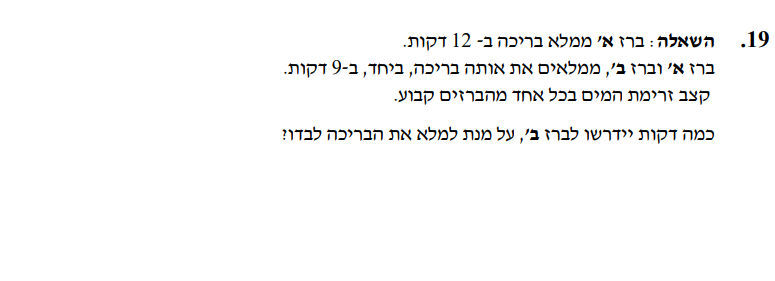 19. השאלה : ברז א׳ ממלא בריכה ב- 12 דקות.
ברז א׳ וברז ב׳, ממלאים את אותה בריכה, ביחד, ב-9 דקות.
קצב זרימת המים בכל אחד מהברזים קבוע.
כמה דקות יידרשו לברז ב׳, על מנת למלא את הבריכה לבדו?